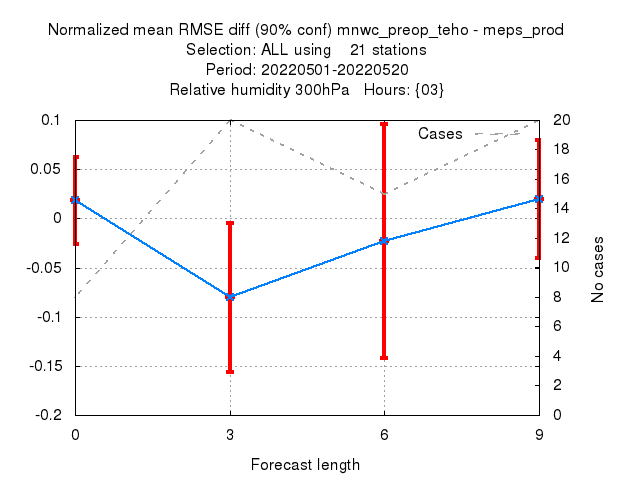 Normalized mean RMSE diff (90% conf) mnwc_preop_teho - meps_prod
Selection: ALL using    21 stations
Period: 20220501-20220520
Relative humidity 300hPa   Hours: {03}
Cases
0.1
0.05
0
-0.05
-0.1
-0.15
-0.2
20
18
16
14
12
10
8
6
4
2
0
No cases
0 3 6 9
Forecast length